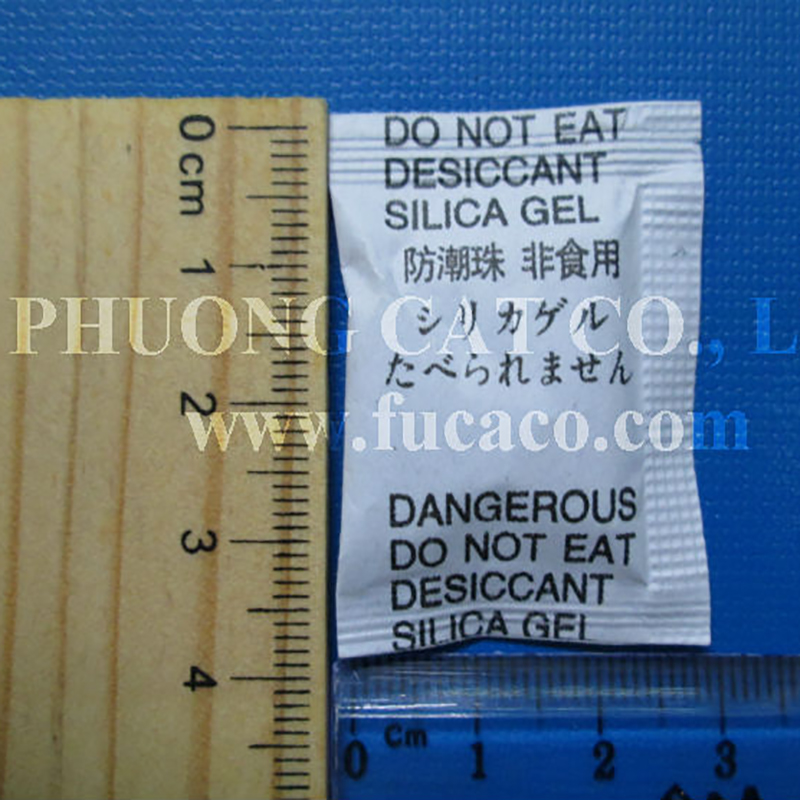 0cm
1
2
3
4
DO NOT EAT
DESICCANT
SILICA GEL
防潮珠 非食用
シリカゲル
たべられません
DANGEROUS
DO NOT EAT
DESICCANT
SILICA GEL
PHUONG CAT CO., L
www.fucaco.com
Cm
0 1 2 3